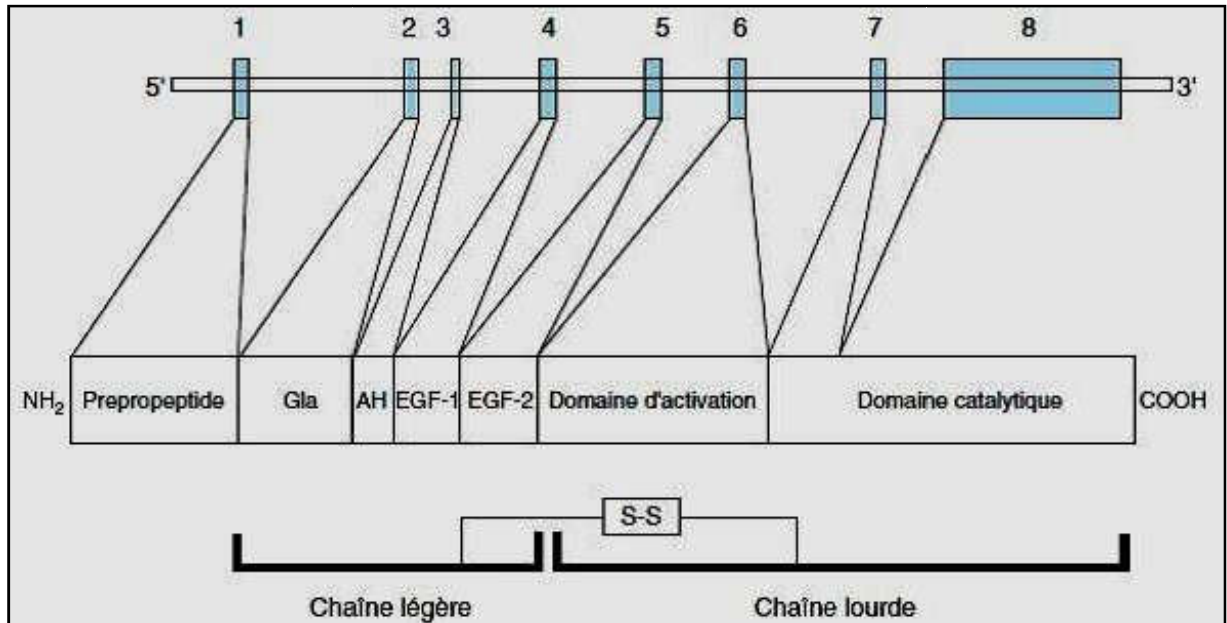 1 2 3 4 5 6 7 8
5' 3'
NH₂ Prepropeptide Gla AH EGF-1 EGF-2 Domaine d'activation Domaine catalytique COOH
S-S
Chaîne légère Chaîne lourde